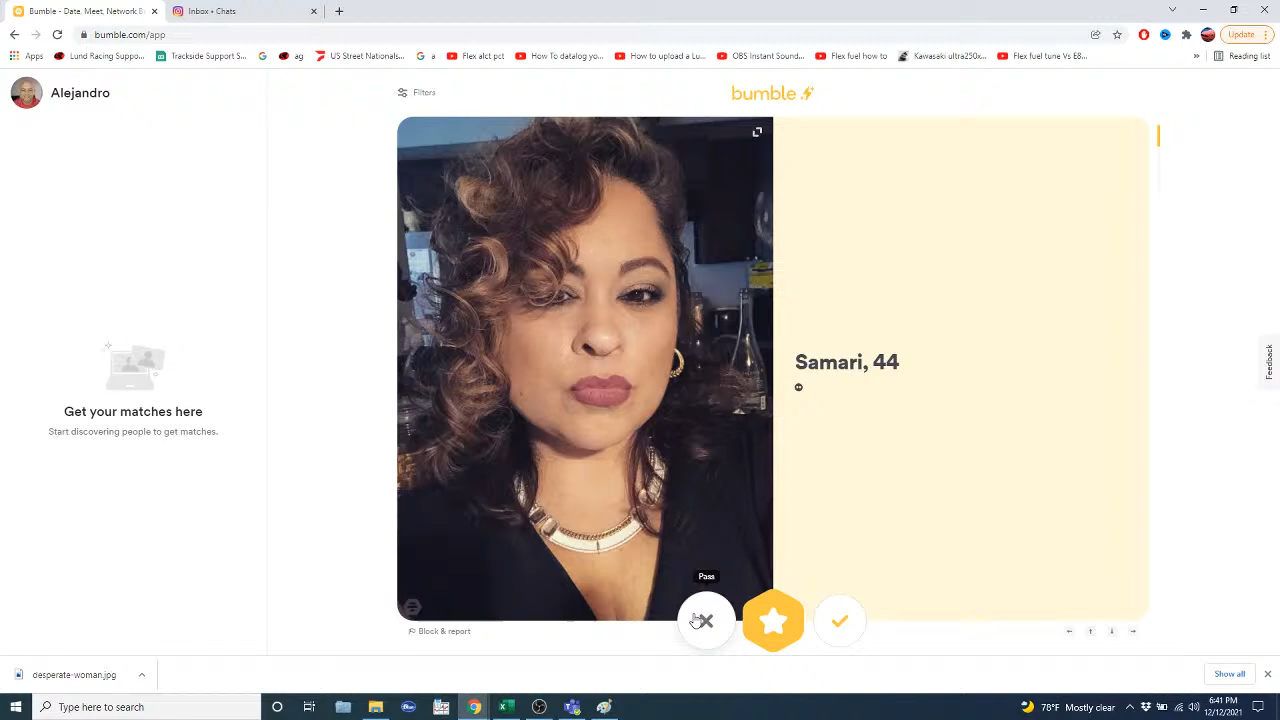 Bumble - Date, Meet, Network B
Inbox • Chats
bumble.com/app
Update
Apps
Lund Racing Suppo...
Trackside Support S...
G
ag
US Street Nationals...
G a
Flex alct pct
How To datalog yo...
How to upload a Lu...
OBS Instant Sound...
Flex fuel how to
Kawasaki ultra250x...
Flex fuel tune Vs E8...
»
Reading list
Alejandro
Filters
bumble
Samari, 44
Feedback
Get your matches here
Start discovering people to get matches.
Pass
Block & report
desperate-woman.jpg
Show all
Type here to search
78°F Mostly clear
6:41 PM
12/12/2021